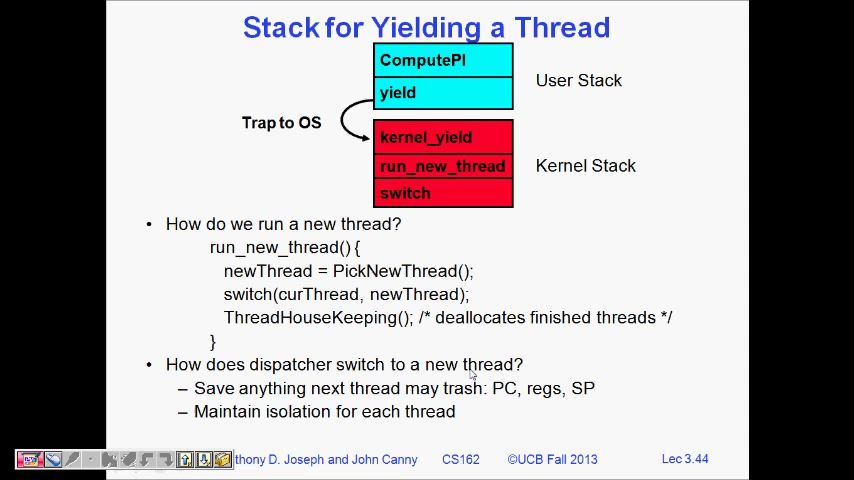 Stack for Yielding a Thread
ComputePI
User Stack
yield
Trap to OS
kernel_yield
run_new_thread
Kernel Stack
switch
• How do we run a new thread?
run_new_thread() {
newThread = PickNewThread();
switch(curThread, newThread);
ThreadHouseKeeping(); /* deallocates finished threads */
}
• How does dispatcher switch to a new thread?
– Save anything next thread may trash: PC, regs, SP
– Maintain isolation for each thread
thony D. Joseph and John Canny CS162 ©UCB Fall 2013 Lec 3.44